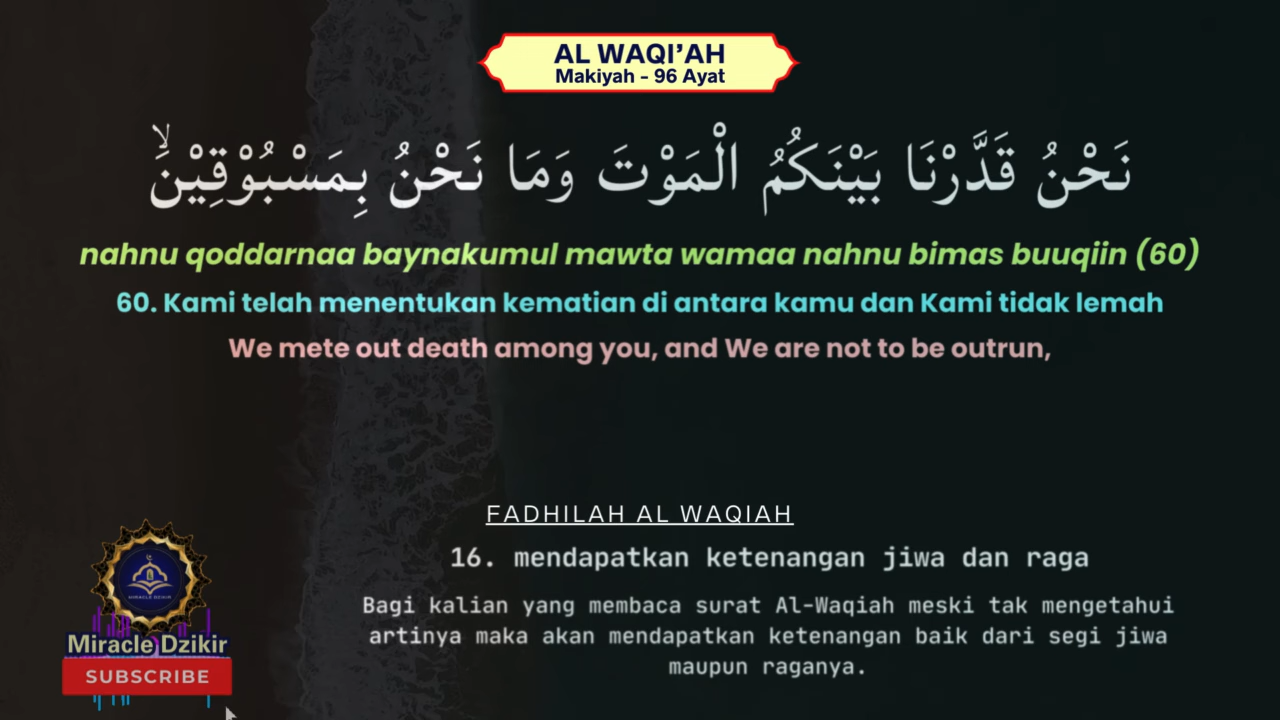 AL WAQI’AH
Makiyah - 96 Ayat
نَحْنُ قَدَّرْنَا بَيْنَكُمُ الْمَوْتَ وَمَا نَحْنُ بِمَسْبُوْقِيْنَۙ
nahnu qoddarnaa baynakumul mawta wamaa nahnu bimas buuqiin (60)
60. Kami telah menentukan kematian di antara kamu dan Kami tidak lemah
We mete out death among you, and We are not to be outrun,
FADHILAH AL WAQIAH
16. mendapatkan ketenangan jiwa dan raga
Bagi kalian yang membaca surat Al-Waqiah meski tak mengetahui
artinya maka akan mendapatkan ketenangan baik dari segi jiwa
maupun raganya.
MIRACLE DZIKIR
Miracle Dzikir
SUBSCRIBE